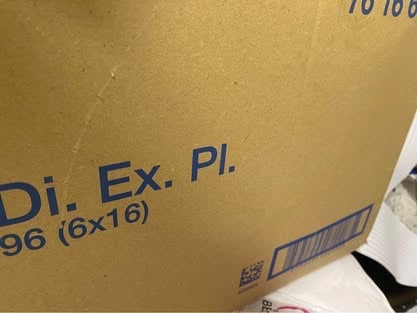 Di. Ex. Pl.
96 (6x16)